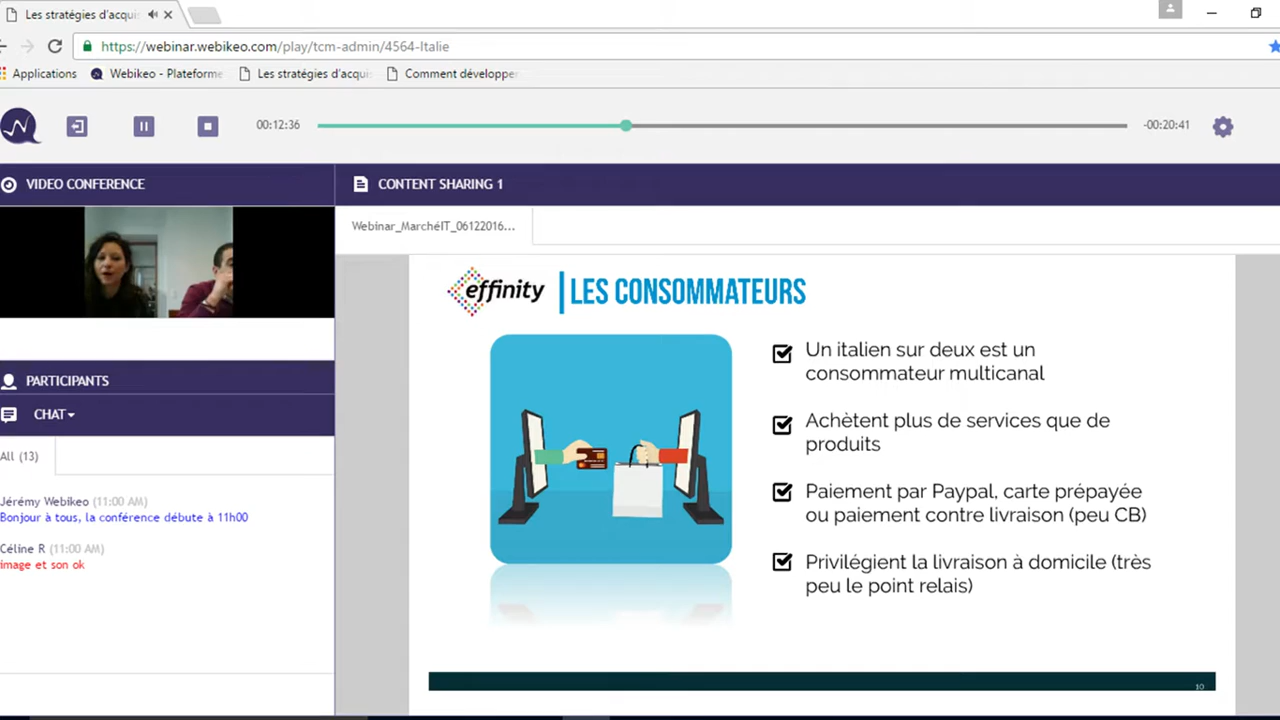 Les stratégies d'acquis
https://webinar.webikeo.com/play/tcm-admin/4564-Italie
Applications
Webikeo - Plateforme
Les stratégies d'acqui
Comment développer
00:12:36
-00:20:41
VIDEO CONFERENCE
CONTENT SHARING 1
Webinar_MarchéIT_06122016...
effinity
LES CONSOMMATEURS
Un italien sur deux est un
consommateur multicanal
Achètent plus de services que de
produits
Paiement par Paypal, carte prépayée
ou paiement contre livraison (peu CB)
Privilégient la livraison à domicile (très
peu le point relais)
10
PARTICIPANTS
CHAT
All (13)
Jérémy Webikeo (11:00 AM)
Bonjour à tous, la conférence débute à 11h00
Céline R (11:00 AM)
image et son ok